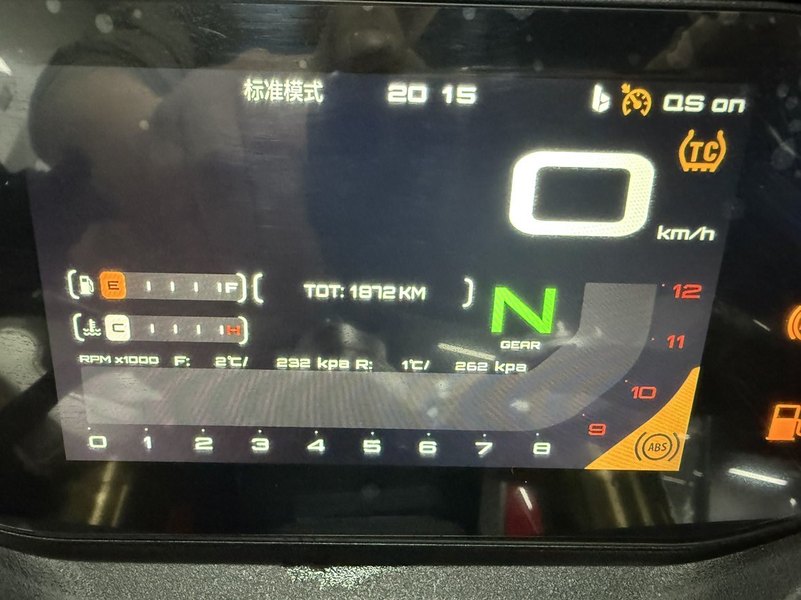 标准模式 20 15 QS on
TC
0 km/h
E F TOT: 1872 KM
C H
N
GEAR
RPM x1000 F: 2℃/ 292 kpa R: 1℃/ 262 kpa
0 1 2 3 4 5 6 7 8 9 10 11 12
ABS